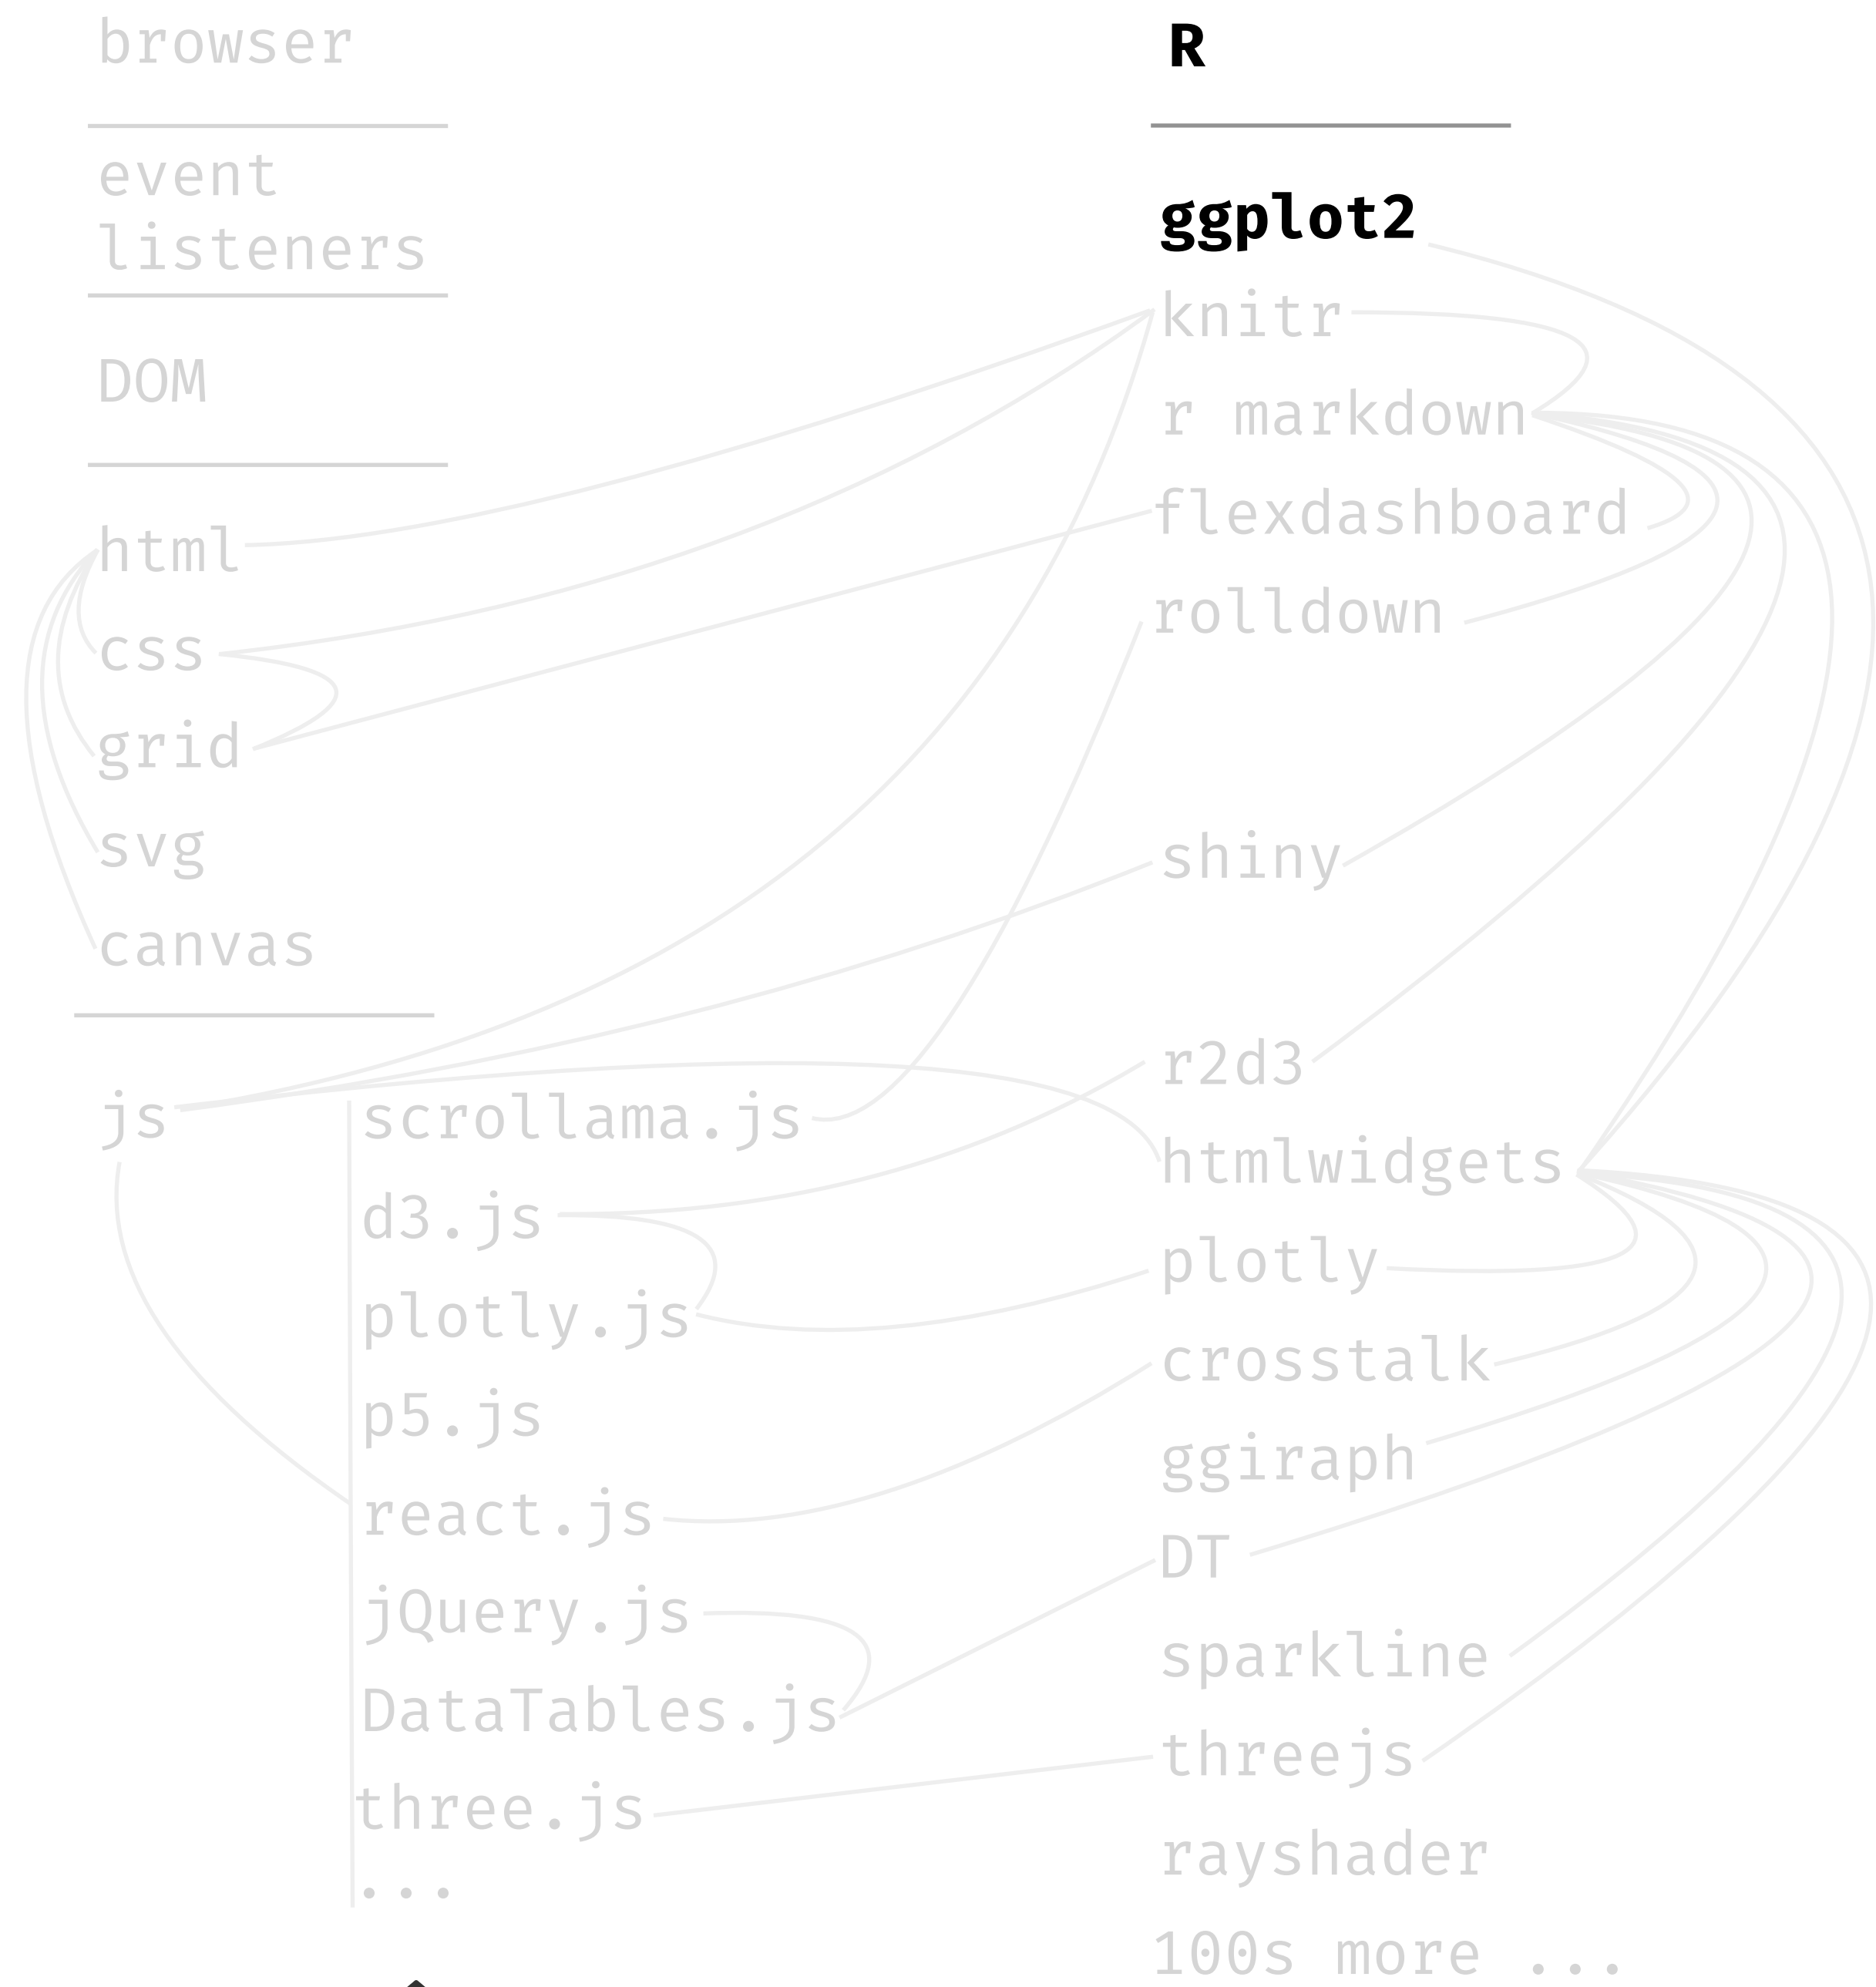 browser
event
listeners
DOM
html
css
grid
svg
canvas
js
scrollama.js
d3.js
plotly.js
p5.js
react.js
jQuery.js
DataTables.js
three.js
...
R
ggplot2
knitr
r markdown
flexdashboard
rolldown
shiny
r2d3
htmlwidgets
plotly
crosstalk
ggiraph
DT
sparkline
threejs
rayshader
100s more ...